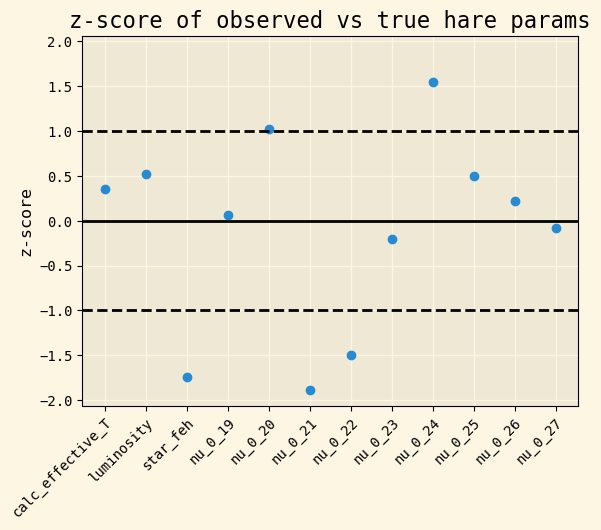 z-score of observed vs true hare params
z-score
2.0
1.5
1.0
0.5
0.0
−0.5
−1.0
−1.5
−2.0
calc_effective_T
luminosity
star_feh
nu_0_19
nu_0_20
nu_0_21
nu_0_22
nu_0_23
nu_0_24
nu_0_25
nu_0_26
nu_0_27